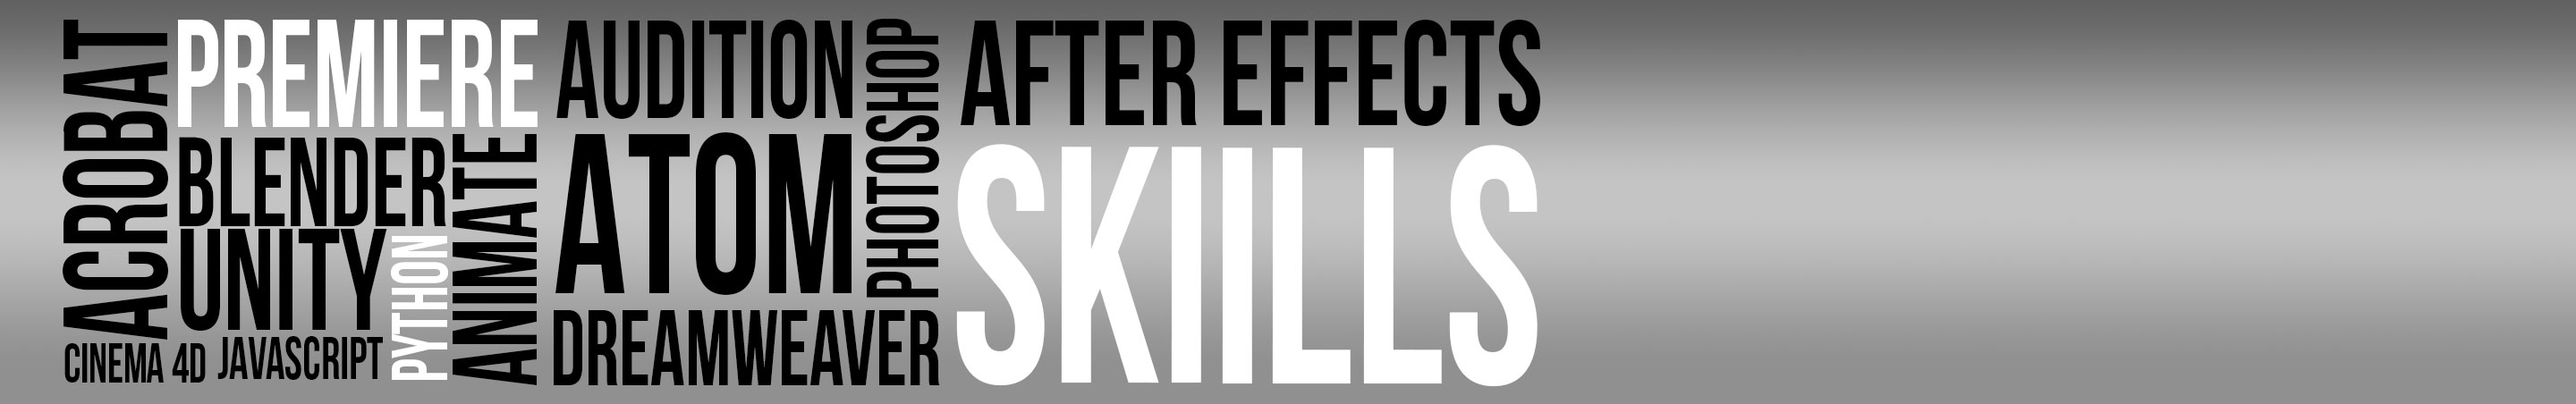 ACROBAT
PREMIERE
BLENDER
UNITY
CINEMA 4D
JAVASCRIPT
PYTHON
ANIMATE
AUDITION
ATOM
DREAMWEAVER
PHOTOSHOP
AFTER EFFECTS
SKIILLS